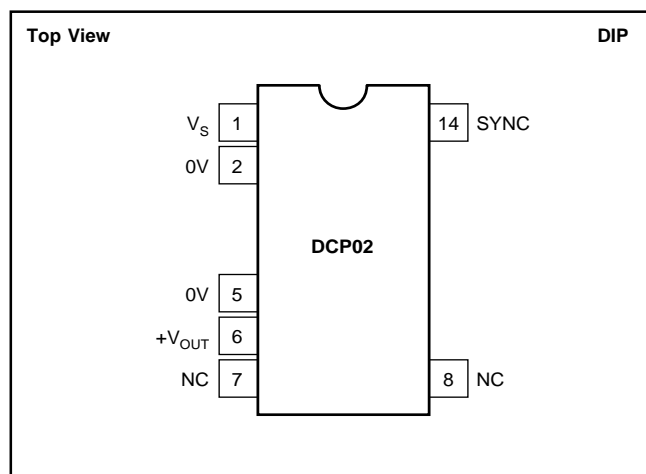 Top View DIP
V_S 1 14 SYNC
0V 2
DCP02
0V 5
+V_OUT 6
NC 7 8 NC